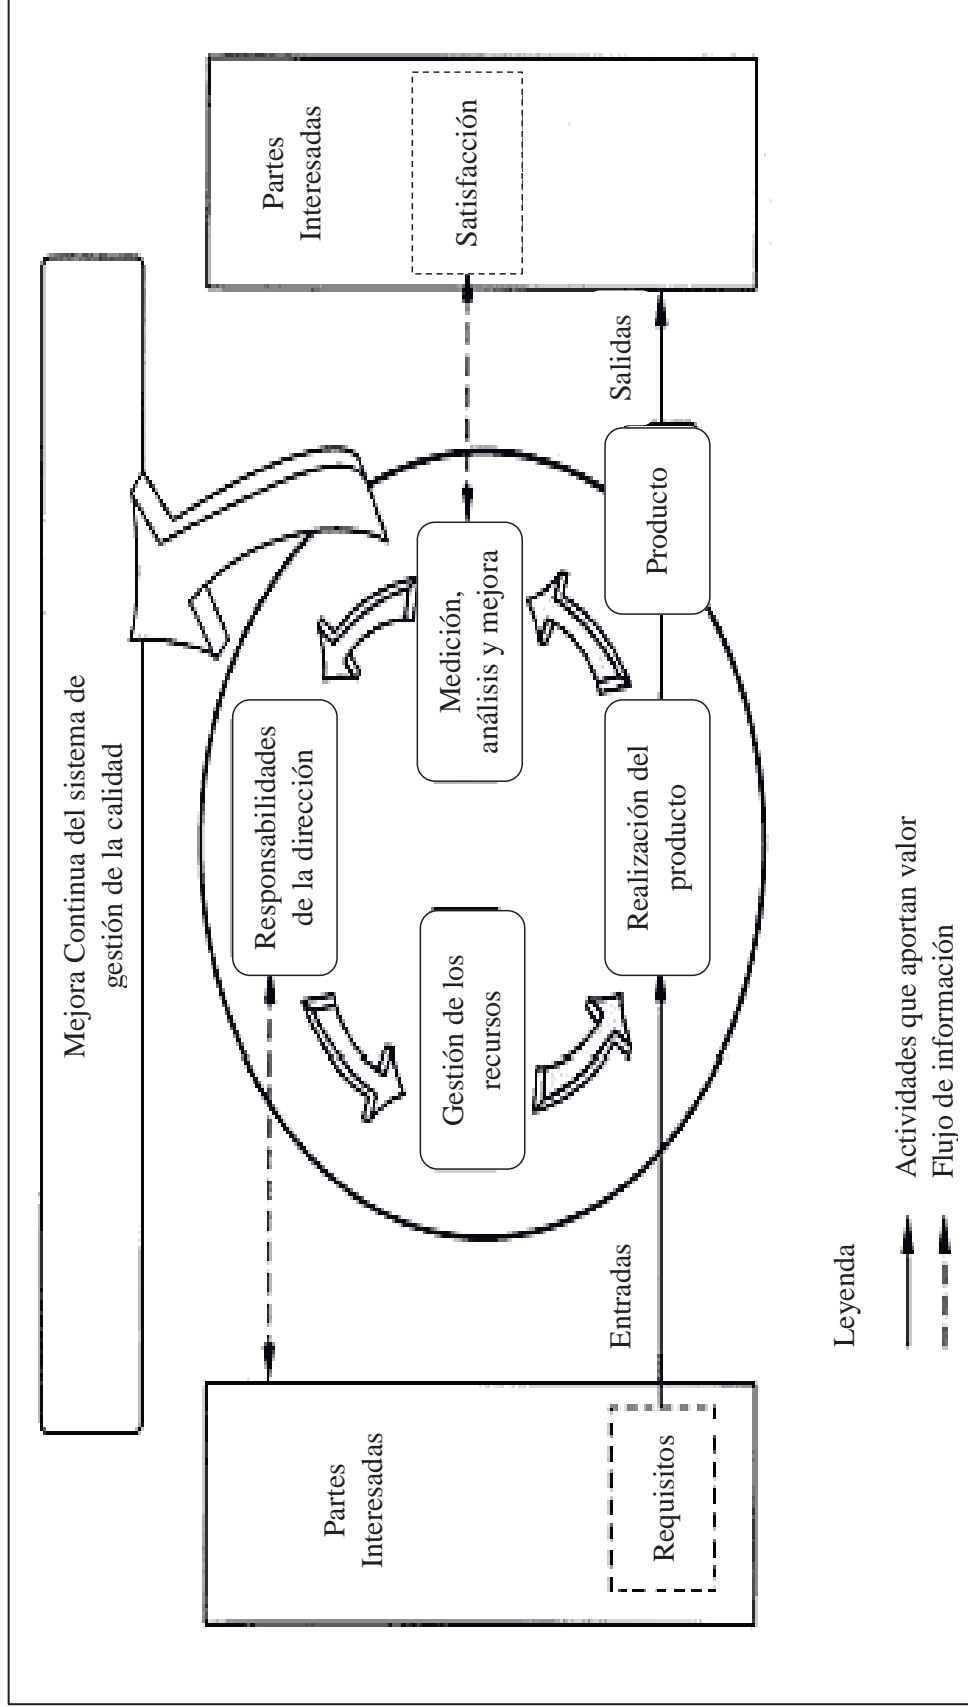 Mejora Continua del sistema de
gestión de la calidad
Partes
Interesadas
Requisitos
Entradas
Responsabilidades
de la dirección
Gestión de los
recursos
Medición,
análisis y mejora
Realización del
producto
Producto
Salidas
Partes
Interesadas
Satisfacción
Leyenda
Actividades que aportan valor
Flujo de información